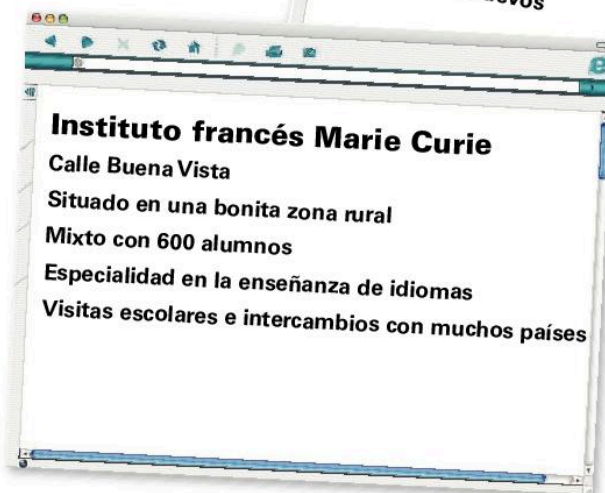 Instituto francés Marie Curie
Calle Buena Vista
Situado en una bonita zona rural
Mixto con 600 alumnos
Especialidad en la enseñanza de idiomas
Visitas escolares e intercambios con muchos países